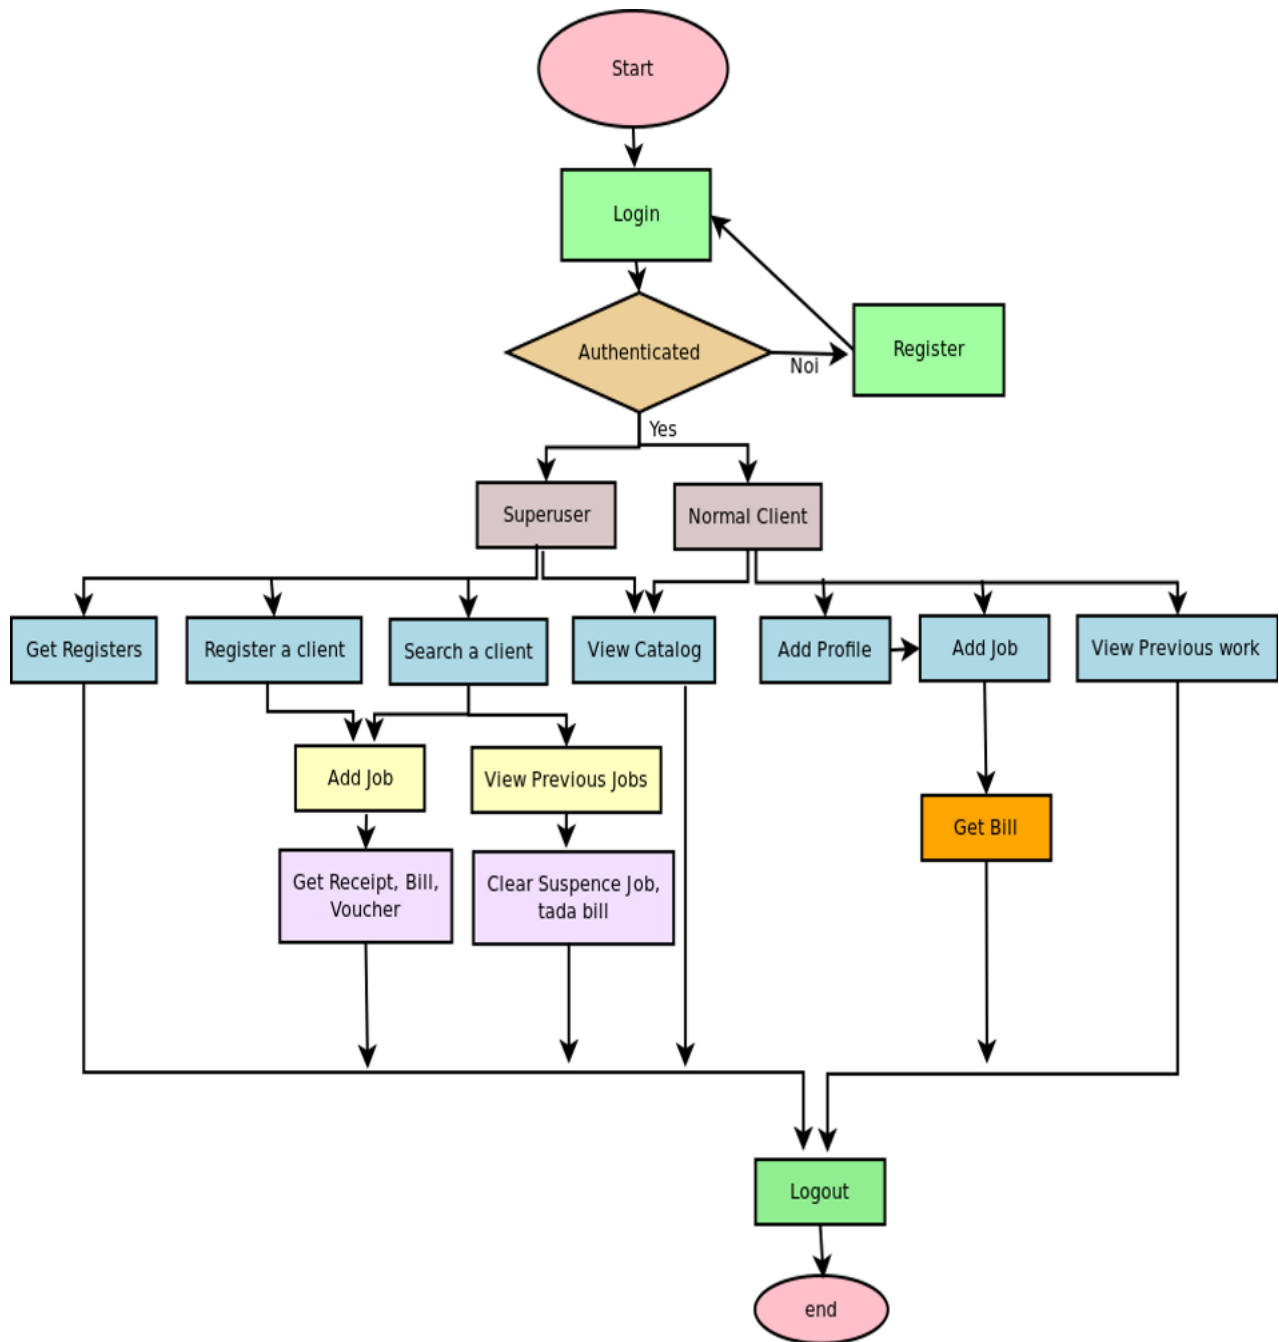 Start
Login
Authenticated
Noi
Register
Yes
Superuser
Normal Client
Get Registers
Register a client
Search a client
View Catalog
Add Profile
Add Job
View Previous work
Add Job
View Previous Jobs
Get Bill
Get Receipt, Bill,
Voucher
Clear Suspence Job,
tada bill
Logout
end